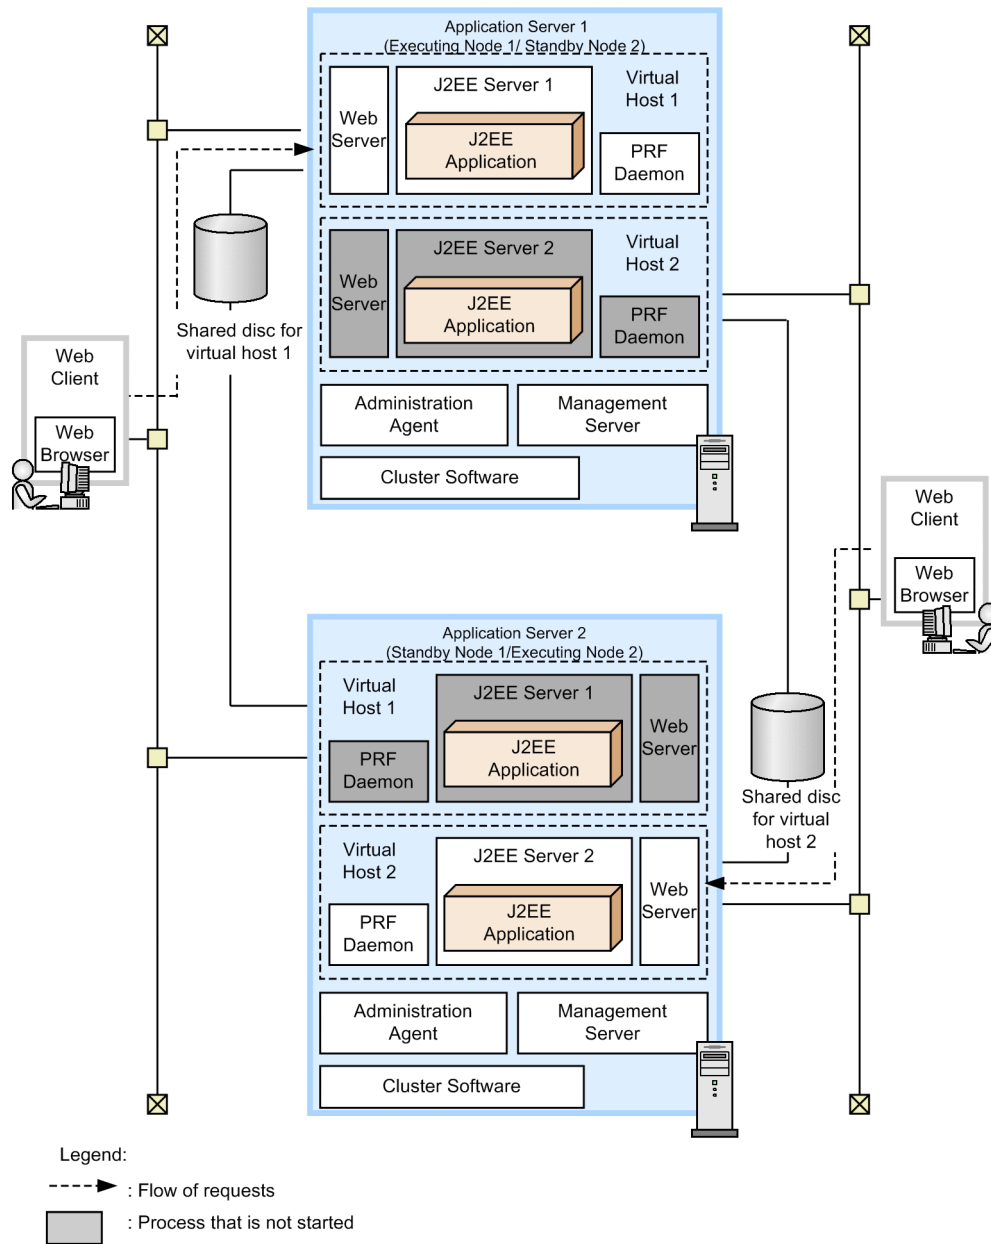 Application Server 1
(Executing Node 1/ Standby Node 2)
J2EE Server 1
Virtual
Host 1
Web
Server
J2EE
Application
PRF
Daemon
J2EE Server 2
Virtual
Host 2
Web
Server
J2EE
Application
PRF
Daemon
Shared disc for
virtual host 1
Web
Client
Web
Browser
Administration
Agent
Management
Server
Cluster Software
Web
Client
Web
Browser
Application Server 2
(Standby Node 1/Executing Node 2)
Virtual
Host 1
J2EE Server 1
Web
Server
PRF
Daemon
J2EE
Application
Shared disc
for virtual
host 2
Virtual
Host 2
J2EE Server 2
Web
Server
PRF
Daemon
J2EE
Application
Administration
Agent
Management
Server
Cluster Software
Legend:
: Flow of requests
: Process that is not started